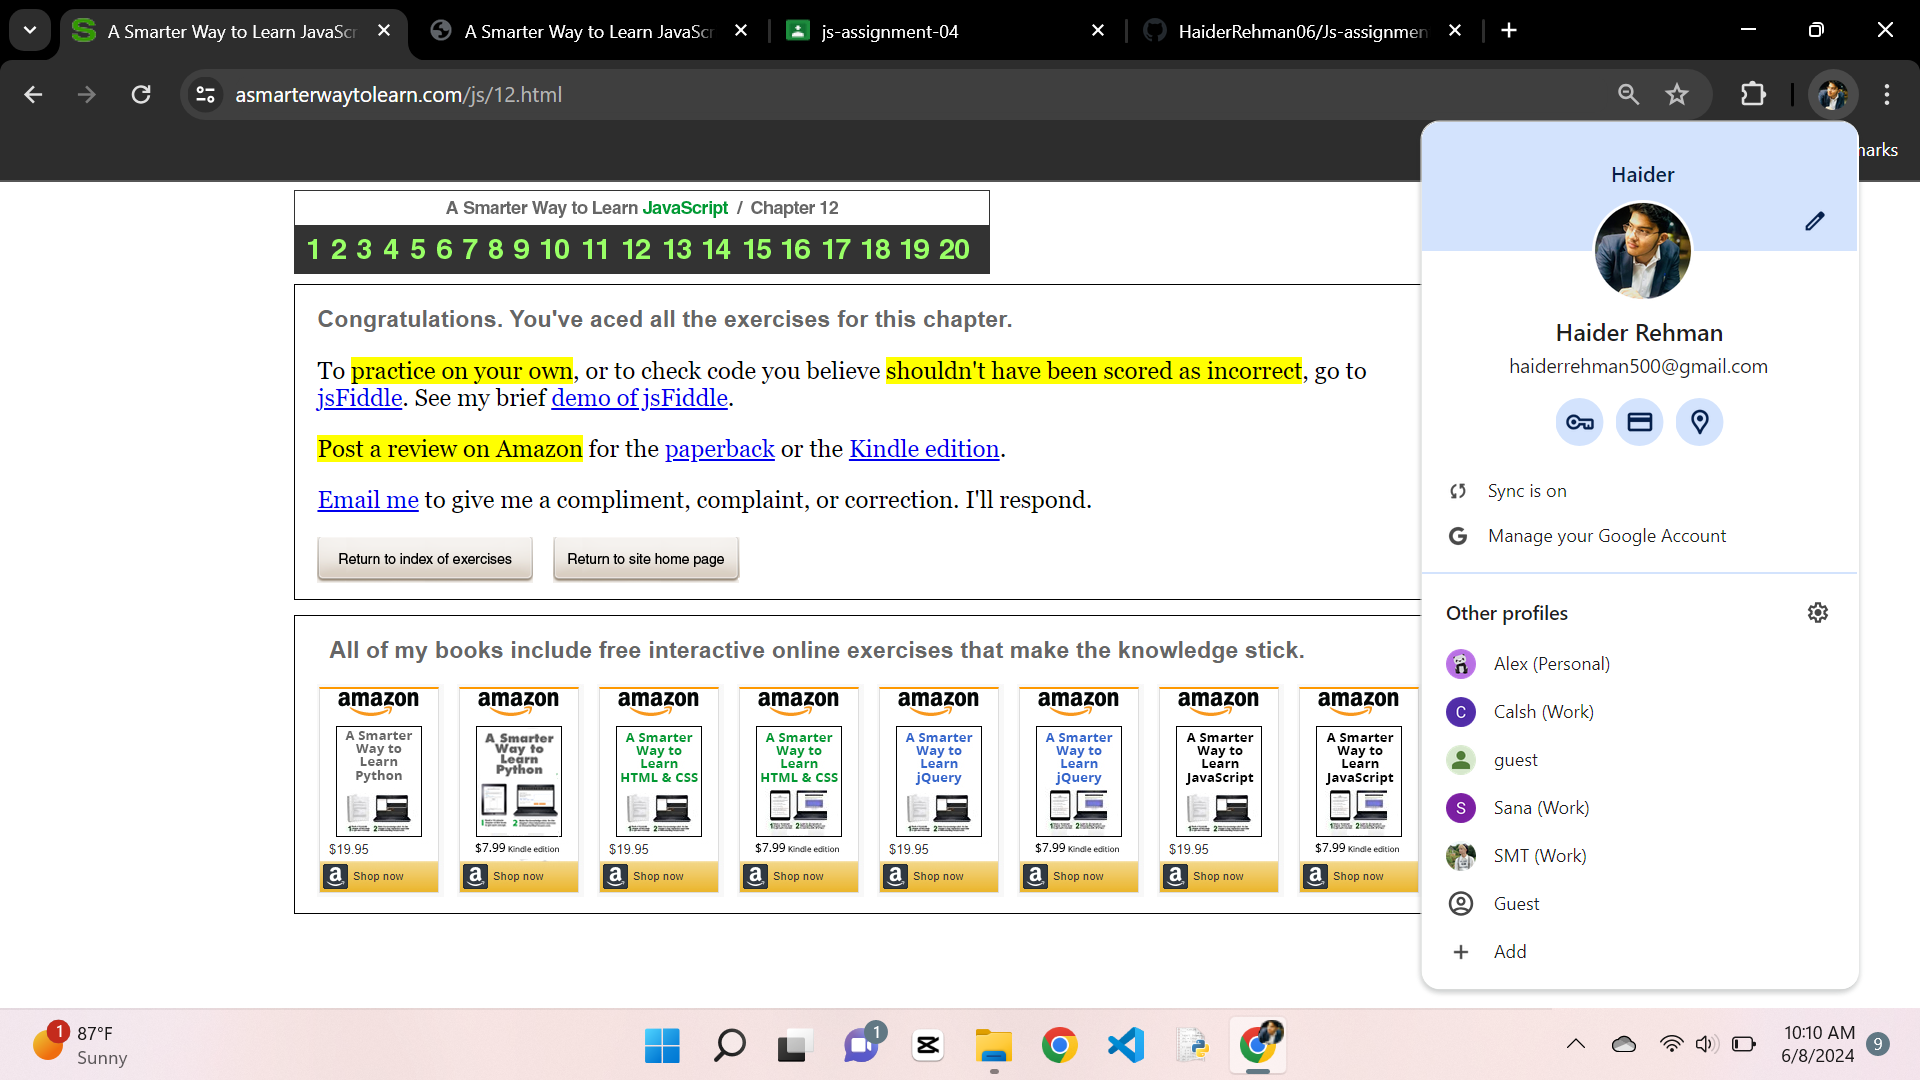 A Smarter Way to Learn JavaScr
A Smarter Way to Learn JavaScr
js-assignment-04
HaiderRehman06/Js-assignmen
asmarterwaytolearn.com/js/12.html
narks
A Smarter Way to Learn JavaScript / Chapter 12
1 2 3 4 5 6 7 8 9 10 11 12 13 14 15 16 17 18 19 20
Congratulations. You've aced all the exercises for this chapter.
To practice on your own, or to check code you believe shouldn't have been scored as incorrect, go to
jsFiddle. See my brief demo of jsFiddle.
Post a review on Amazon for the paperback or the Kindle edition.
Email me to give me a compliment, complaint, or correction. I'll respond.
Return to index of exercises Return to site home page
All of my books include free interactive online exercises that make the knowledge stick.
amazon amazon amazon amazon amazon amazon amazon amazon
A Smarter A Smarter A Smarter A Smarter A Smarter A Smarter A Smarter A Smarter
Way to Way to Way to Way to Way to Way to Way to Way to
Learn Learn Learn Learn Learn Learn Learn Learn
Python Python HTML & CSS HTML & CSS jQuery jQuery JavaScript JavaScript
$19.95 $7.99 Kindle edition $19.95 $7.99 Kindle edition $19.95 $7.99 Kindle edition $19.95 $7.99 Kindle edition
Shop now Shop now Shop now Shop now Shop now Shop now Shop now Shop now
Haider
Haider Rehman
haiderrehman500@gmail.com
Sync is on
Manage your Google Account
Other profiles
Alex (Personal)
C Calsh (Work)
guest
S Sana (Work)
SMT (Work)
Guest
Add
1 87°F
Sunny
1
10:10 AM
6/8/2024
9